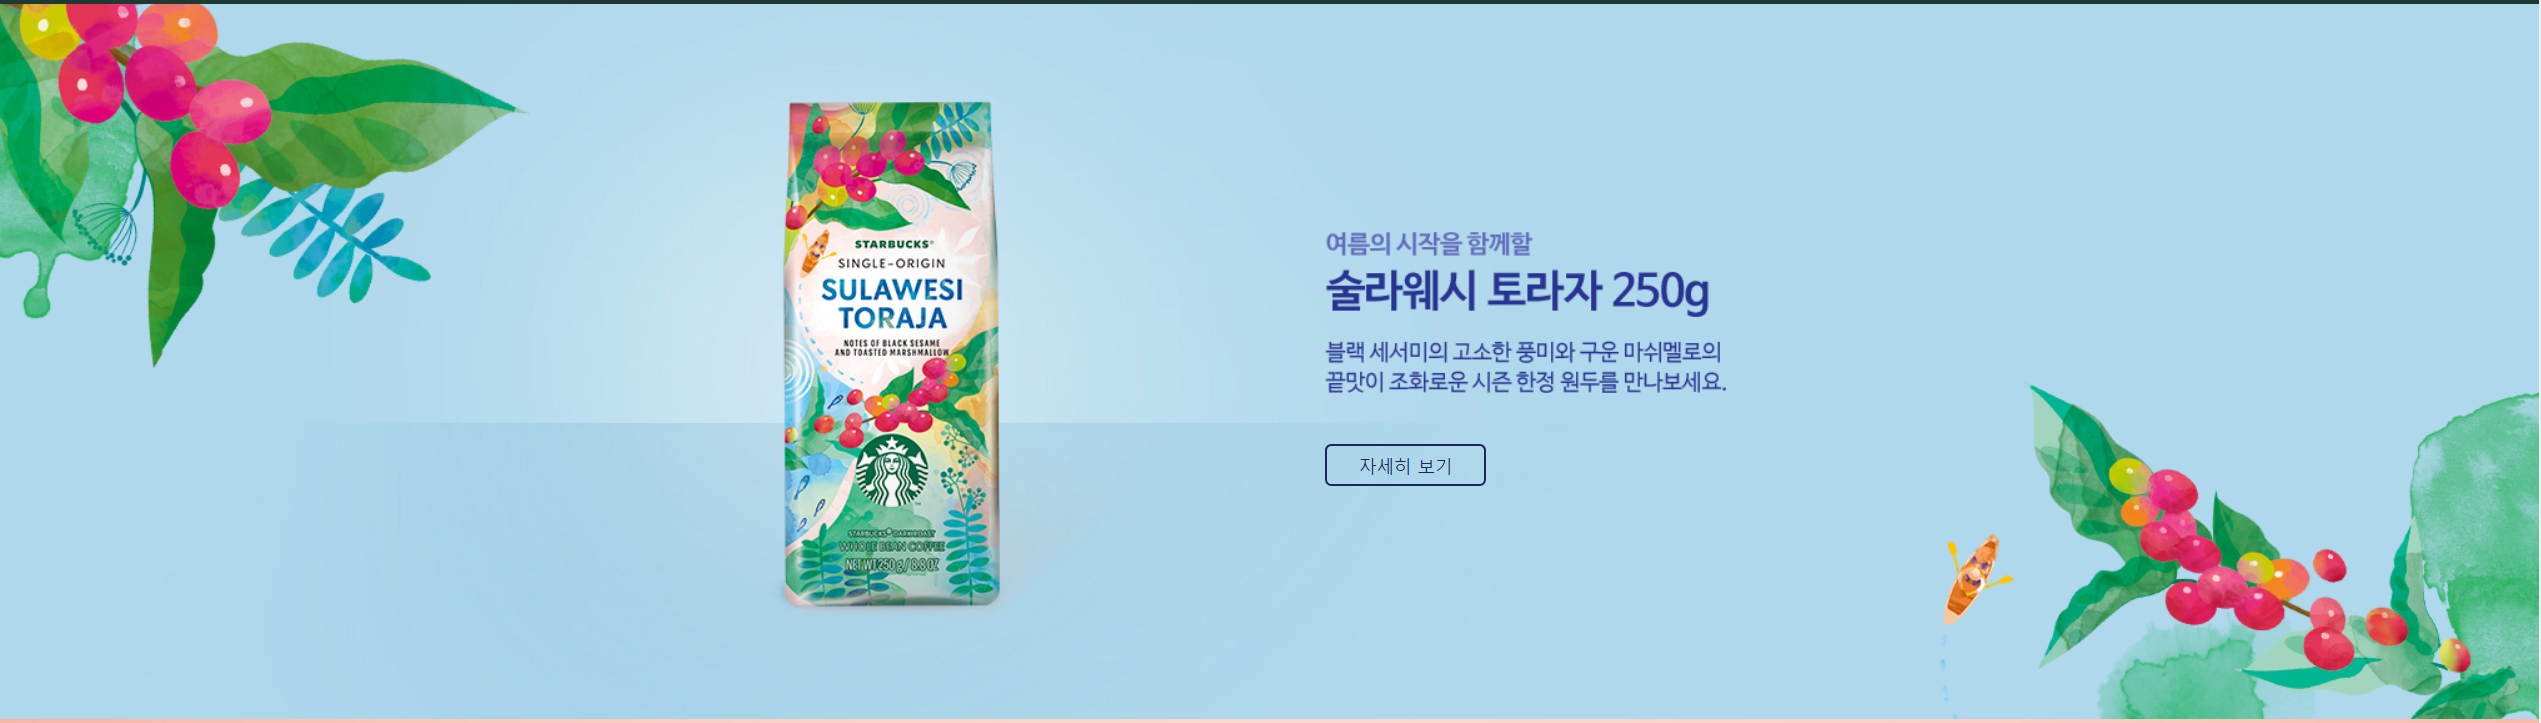 STARBUCKS®
SINGLE-ORIGIN
SULAWESI
TORAJA
NOTES OF BLACK SESAME
AND TOASTED MARSHMALLOW
STARBUCKS® DARK ROAST
WHOLE BEAN COFFEE
NET WT 250 g / 8.8 OZ
여름의 시작을 함께할
술라웨시 토라자 250g
블랙 세서미의 고소한 풍미와 구운 마쉬멜로의
끝맛이 조화로운 시즌 한정 원두를 만나보세요.
자세히 보기